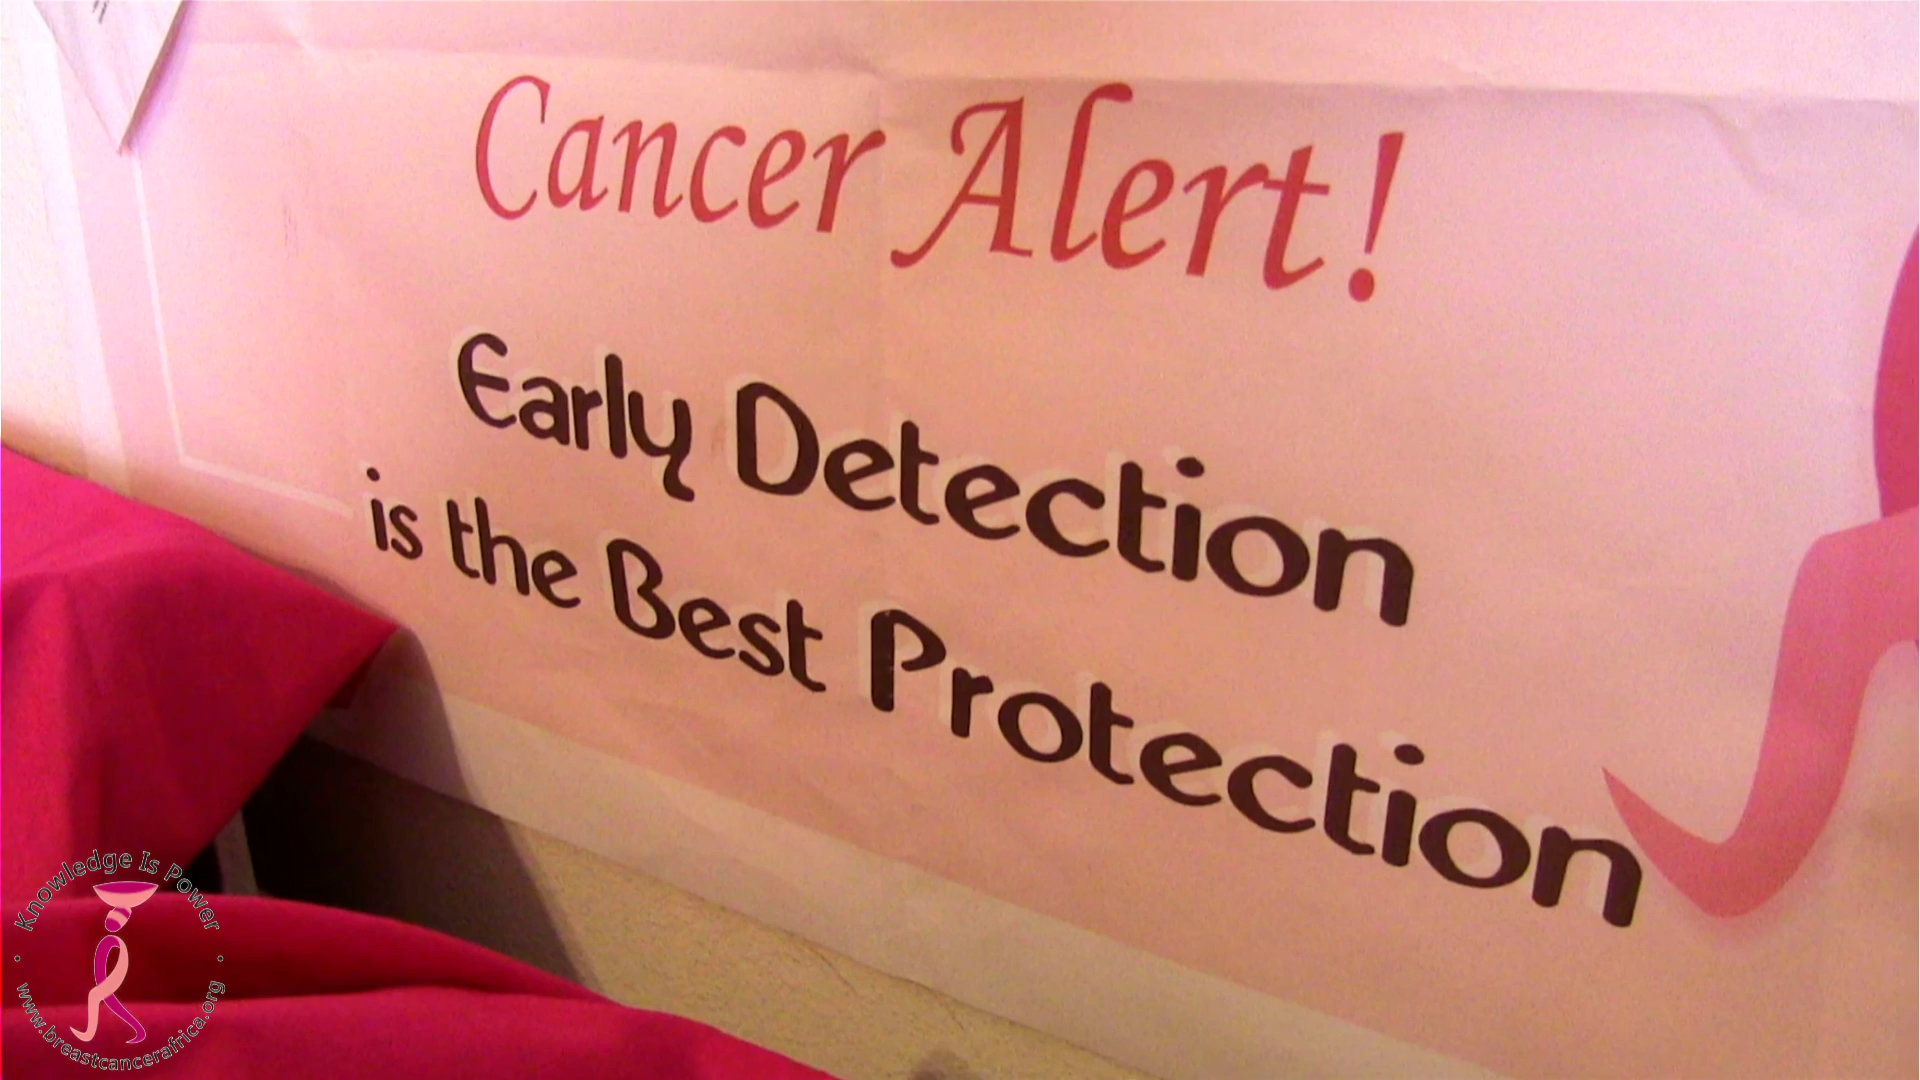 Cancer Alert!
Early Detection
is the Best Protection
Knowledge Is Power
www.breastcancerafrica.org